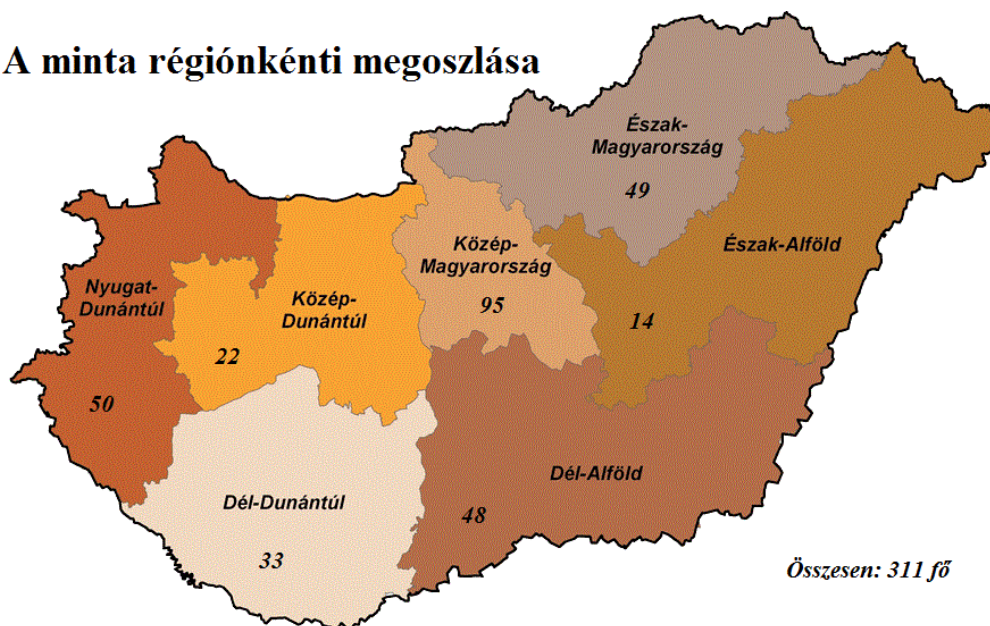 A minta régiónkénti megoszlása
Észak-
Magyarország
49
Észak-Alföld
14
Közép-
Magyarország
95
Nyugat-
Dunántúl
50
Közép-
Dunántúl
22
Dél-Alföld
48
Dél-Dunántúl
33
Összesen: 311 fő